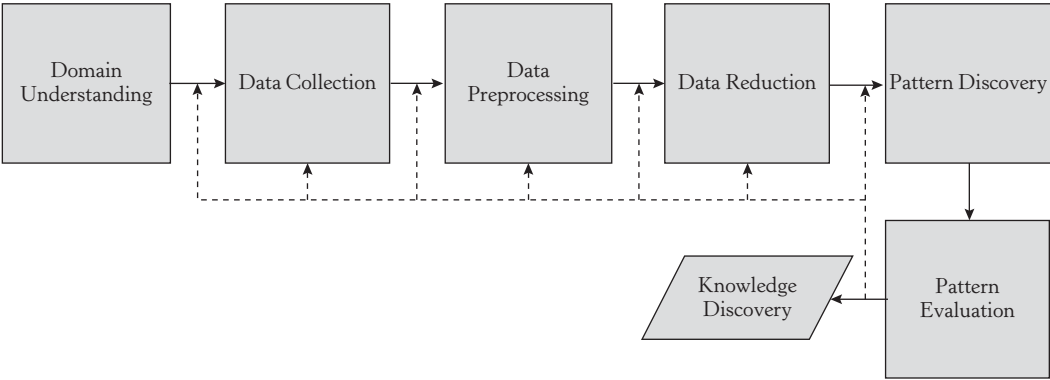 Domain
Understanding
Data Collection
Data
Preprocessing
Data Reduction
Pattern Discovery
Knowledge
Discovery
Pattern
Evaluation